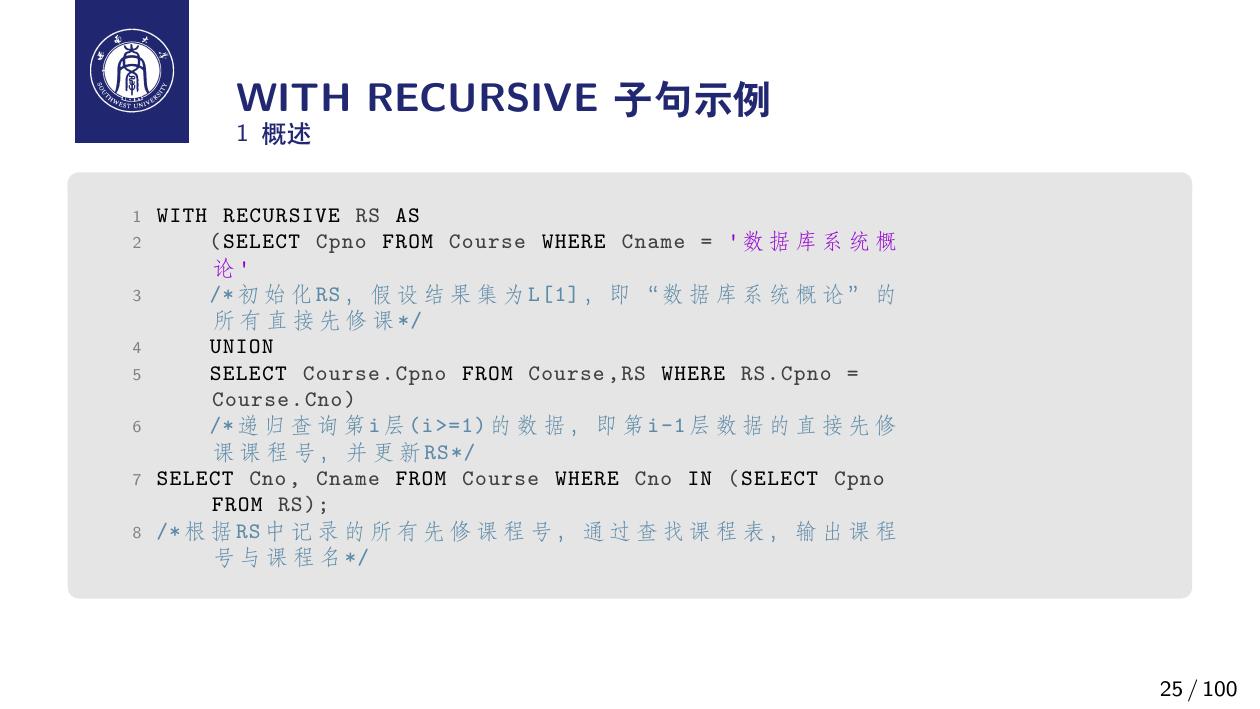 西南大学
SOUTHWEST UNIVERSITY
WITH RECURSIVE 子句示例
1 概述
1 WITH RECURSIVE RS AS
2 (SELECT Cpno FROM Course WHERE Cname = '数据库系统概
论'
3 /*初始化RS, 假设结果集为L[1], 即“数据库系统概论”的
所有直接先修课*/
4 UNION
5 SELECT Course.Cpno FROM Course,RS WHERE RS.Cpno =
Course.Cno)
6 /*递归查询第i层(i>=1)的数据, 即第i-1层数据的直接先修
课课程号, 并更新RS*/
7 SELECT Cno, Cname FROM Course WHERE Cno IN (SELECT Cpno
FROM RS);
8 /*根据RS中记录的所有先修课程号, 通过查找课程表, 输出课程
号与课程名*/
25 / 100